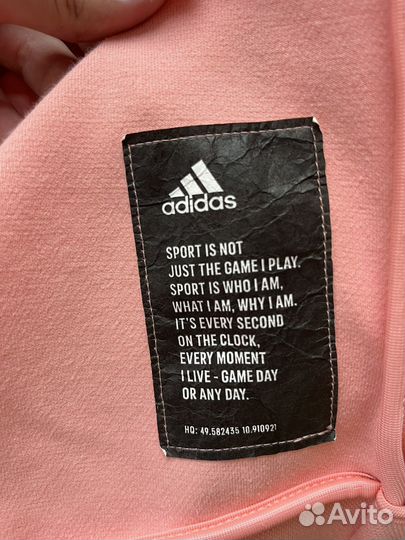 adidas
SPORT IS NOT
JUST THE GAME I PLAY.
SPORT IS WHO I AM,
WHAT I AM, WHY I AM.
IT'S EVERY SECOND
ON THE CLOCK,
EVERY MOMENT
I LIVE - GAME DAY
OR ANY DAY.
HQ: 49.582435 10.910921
Avito